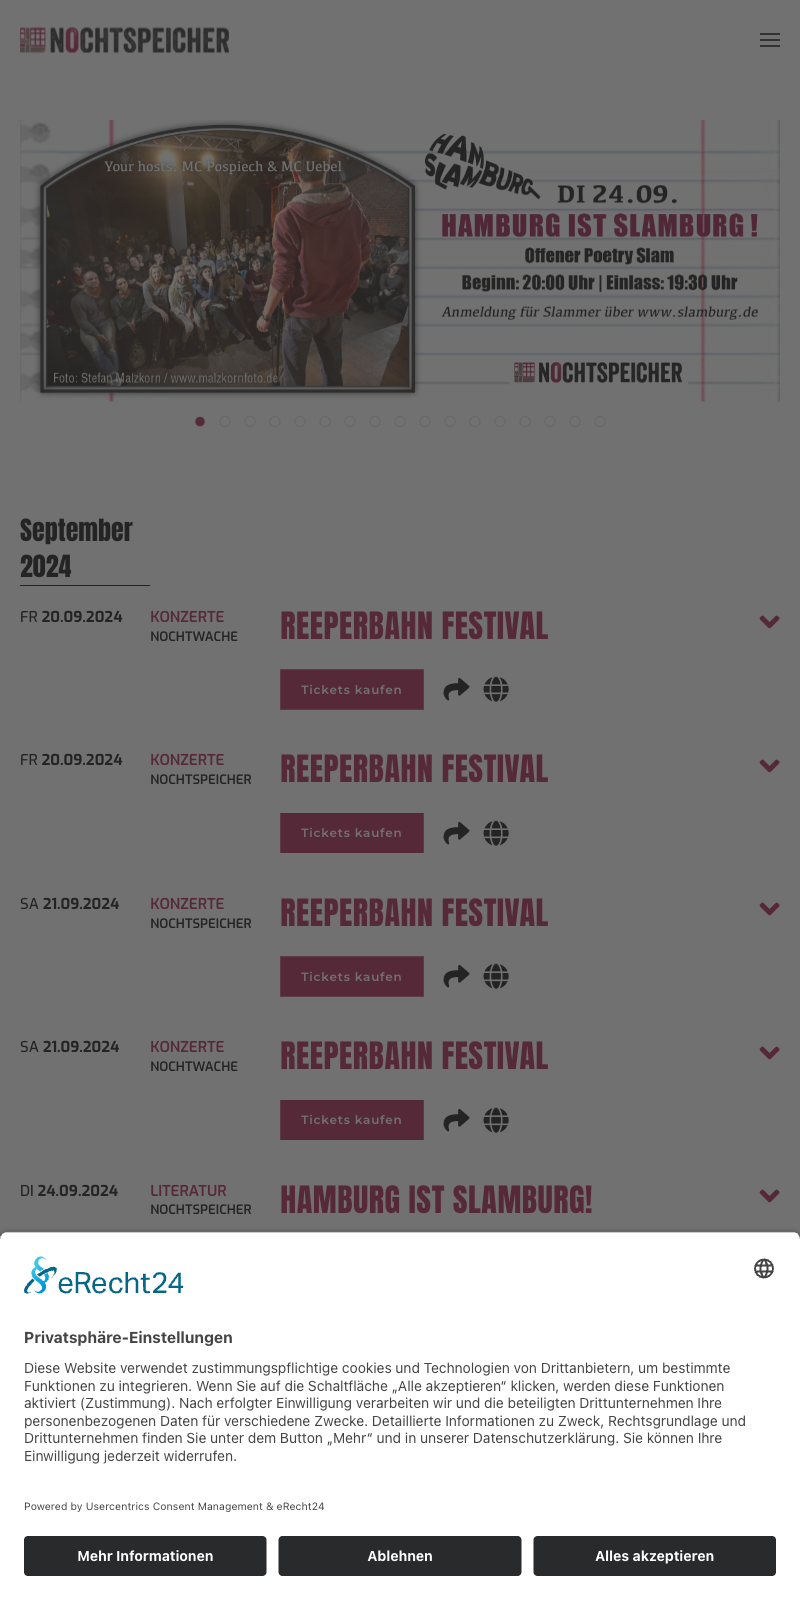 NOCHTSPEICHER
Your hosts: MC Pospiech & MC Uebel
HAM
SLAMBURG
DI 24.09.
HAMBURG IST SLAMBURG !
Offener Poetry Slam
Beginn: 20:00 Uhr | Einlass: 19:30 Uhr
Anmeldung für Slammer über www.slamburg.de
Foto: Stefan Malzkorn / www.malzkornfoto.de
NOCHTSPEICHER
September
2024
FR 20.09.2024
KONZERTE
NOCHTWACHE
REEPERBAHN FESTIVAL
Tickets kaufen
FR 20.09.2024
KONZERTE
NOCHTSPEICHER
REEPERBAHN FESTIVAL
Tickets kaufen
SA 21.09.2024
KONZERTE
NOCHTSPEICHER
REEPERBAHN FESTIVAL
Tickets kaufen
SA 21.09.2024
KONZERTE
NOCHTWACHE
REEPERBAHN FESTIVAL
Tickets kaufen
DI 24.09.2024
LITERATUR
NOCHTSPEICHER
HAMBURG IST SLAMBURG!
eRecht24
Privatsphäre-Einstellungen
Diese Website verwendet zustimmungspflichtige cookies und Technologien von Drittanbietern, um bestimmte
Funktionen zu integrieren. Wenn Sie auf die Schaltfläche „Alle akzeptieren“ klicken, werden diese Funktionen
aktiviert (Zustimmung). Nach erfolgter Einwilligung verarbeiten wir und die beteiligten Drittunternehmen Ihre
personenbezogenen Daten für verschiedene Zwecke. Detaillierte Informationen zu Zweck, Rechtsgrundlage und
Drittunternehmen finden Sie unter dem Button „Mehr“ und in unserer Datenschutzerklärung. Sie können Ihre
Einwilligung jederzeit widerrufen.
Powered by Usercentrics Consent Management & eRecht24
Mehr Informationen
Ablehnen
Alles akzeptieren